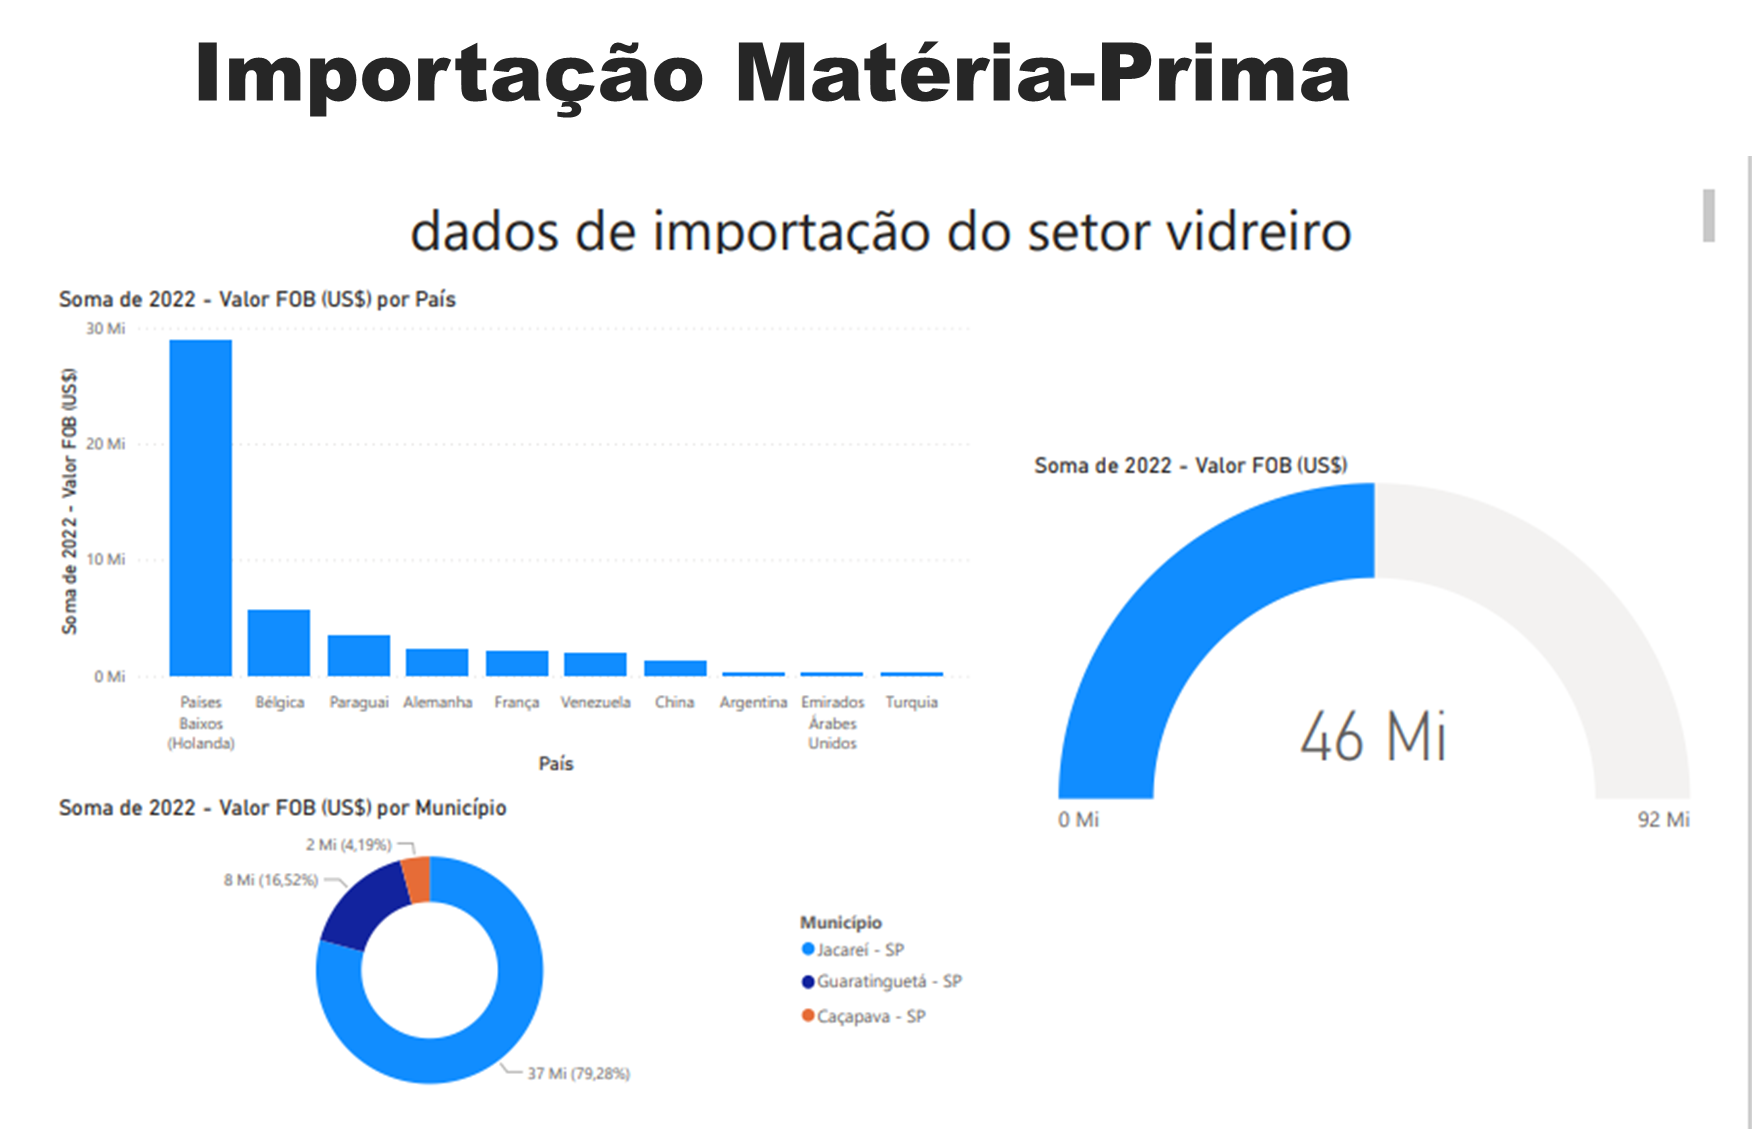 Importação Matéria-Prima
dados de importação do setor vidreiro
Soma de 2022 - Valor FOB (US$) por País
Soma de 2022 - Valor FOB (US$)
30 Mi
20 Mi
10 Mi
0 Mi
Países Baixos (Holanda)
Bélgica
Paraguai
Alemanha
França
Venezuela
China
Argentina
Emirados Árabes Unidos
Turquia
País
Soma de 2022 - Valor FOB (US$)
46 Mi
0 Mi
92 Mi
Soma de 2022 - Valor FOB (US$) por Município
2 Mi (4,19%)
8 Mi (16,52%)
37 Mi (79,28%)
Município
Jacareí - SP
Guaratinguetá - SP
Caçapava - SP